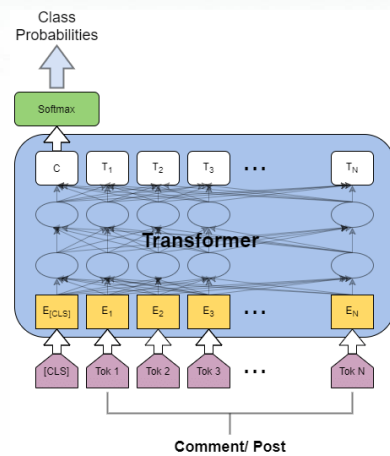 Class
Probabilities
Softmax
C T1 T2 T3 ... TN
Transformer
E[CLS] E1 E2 E3 ... EN
[CLS] Tok 1 Tok 2 Tok 3 ... Tok N
Comment/ Post